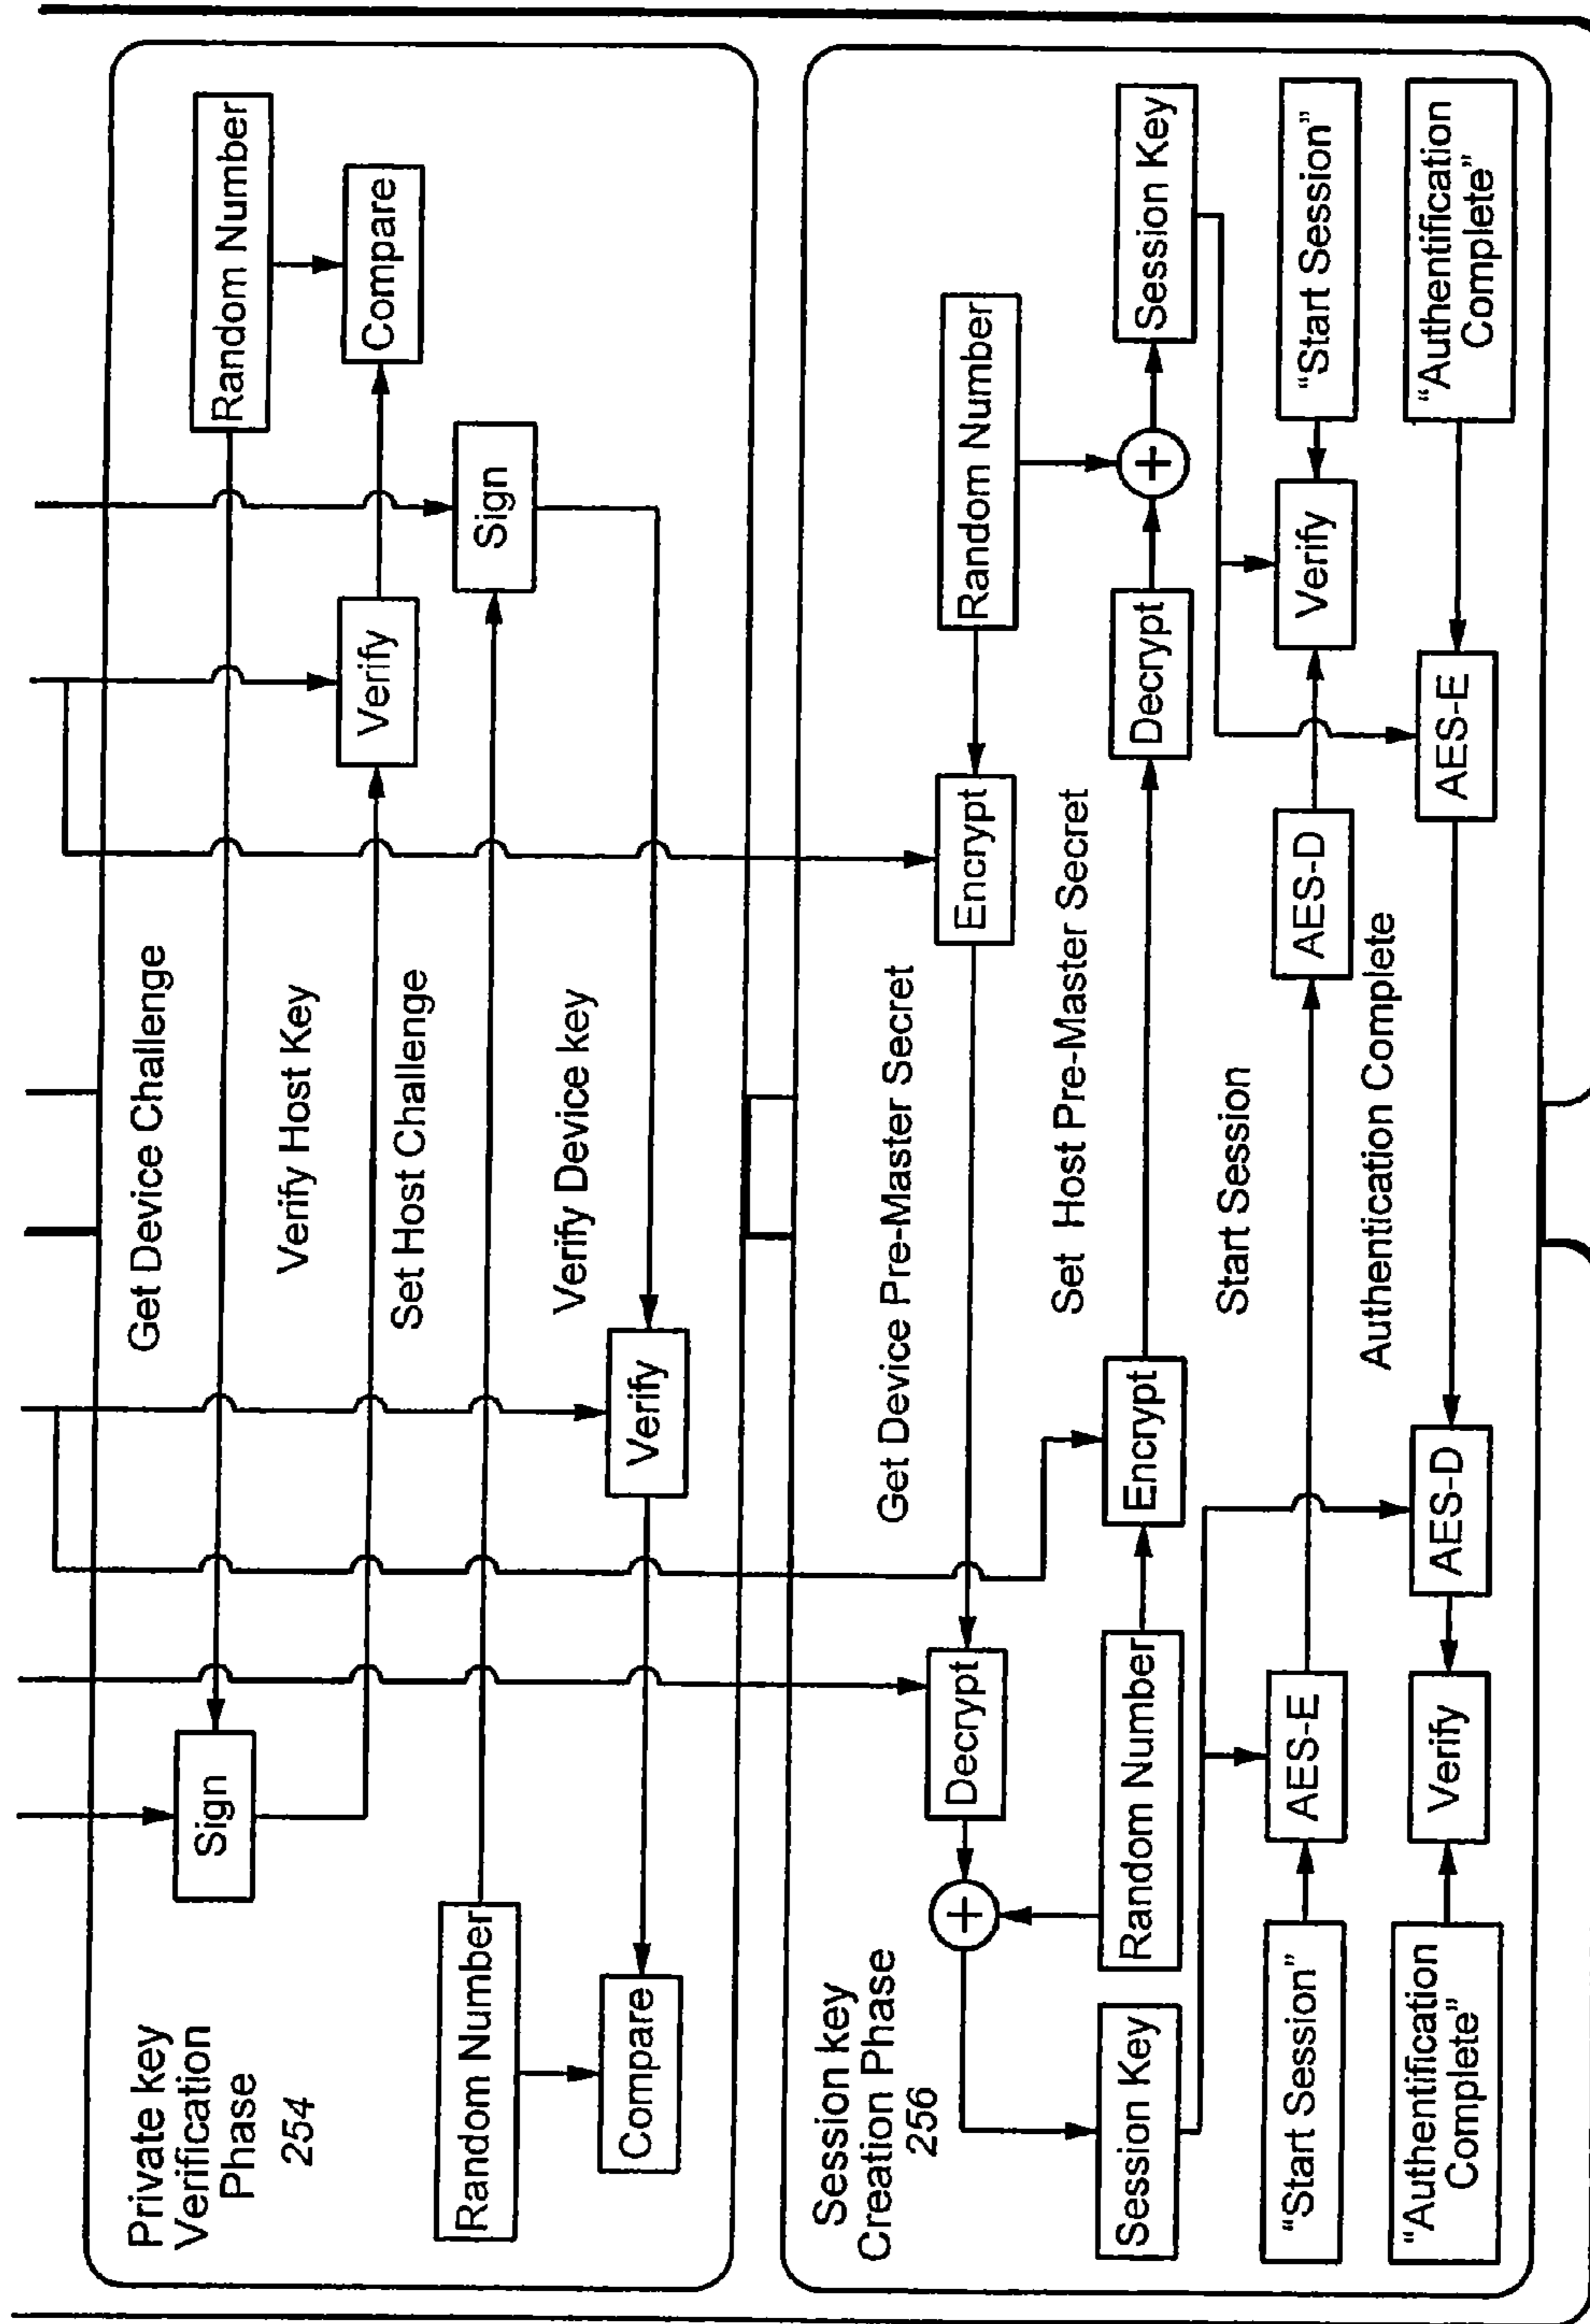 Private key
Verification
Phase
254
Get Device Challenge
Random Number
Sign
Verify Host Key
Verify
Compare
Set Host Challenge
Random Number
Sign
Verify Device key
Compare
Verify
Session key
Creation Phase
256
Get Device Pre-Master Secret
Decrypt
Encrypt
Random Number
+
Set Host Pre-Master Secret
Session Key
Random Number
Encrypt
Decrypt
+
Session Key
Start Session
“Start Session”
AES-E
AES-D
Verify
“Start Session”
Authentication Complete
“Authentification
Complete”
Verify
AES-D
AES-E
“Authentification
Complete”